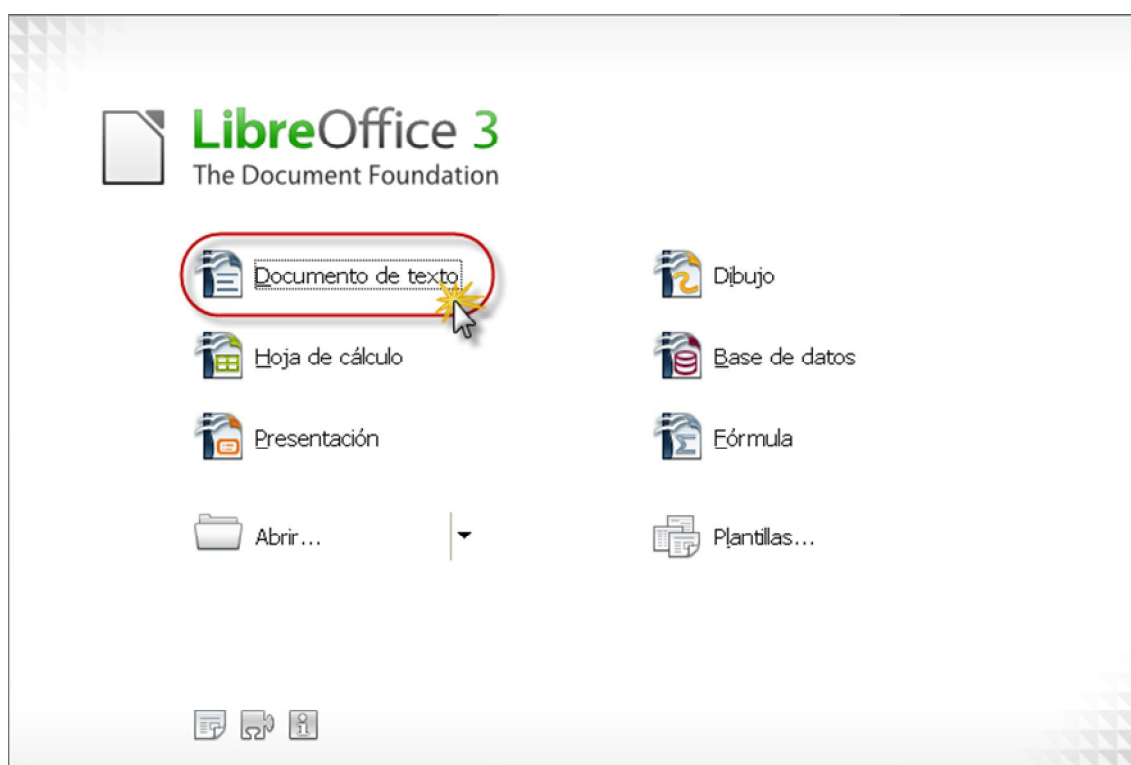 LibreOffice 3
The Document Foundation
Documento de texto
Dibujo
Hoja de cálculo
Base de datos
Presentación
Fórmula
Abrir...
Plantillas...